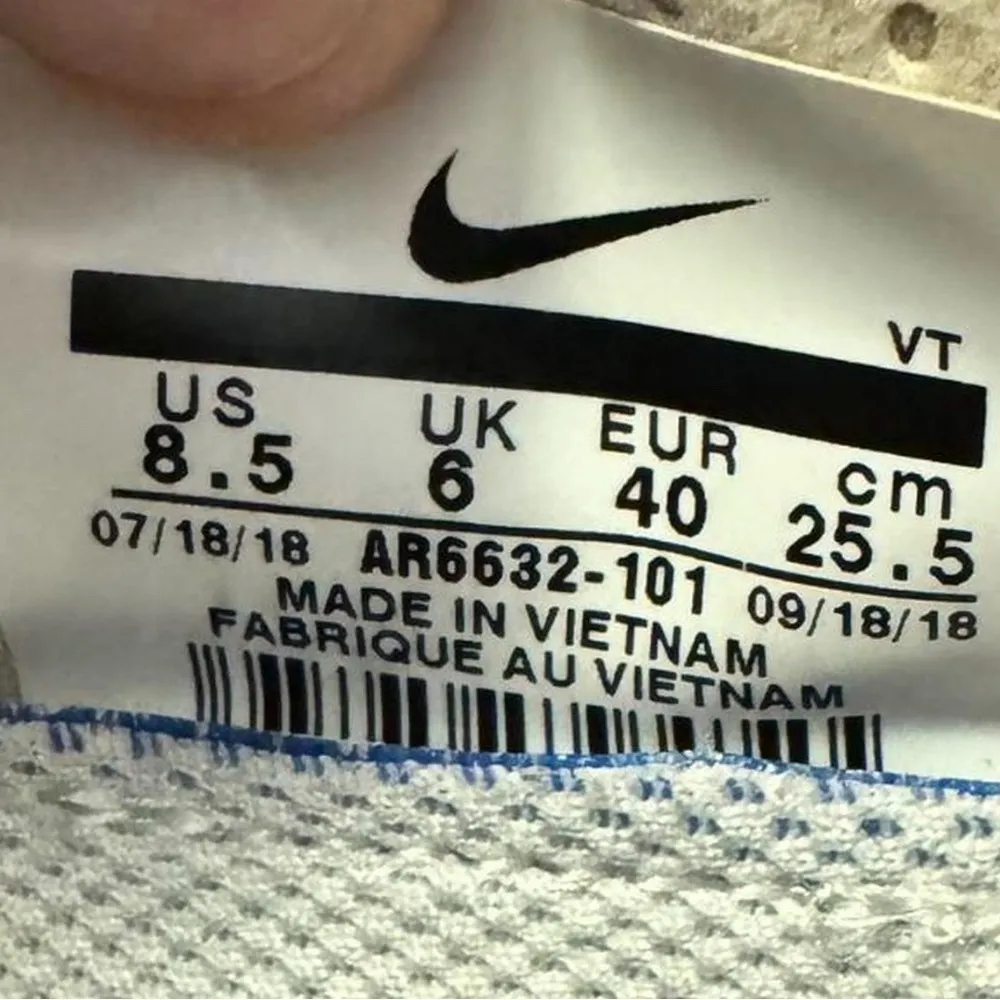 VT
US UK EUR cm
8.5 6 40 25.5
07/18/18 AR6632-101 09/18/18
MADE IN VIETNAM
FABRIQUE AU VIETNAM